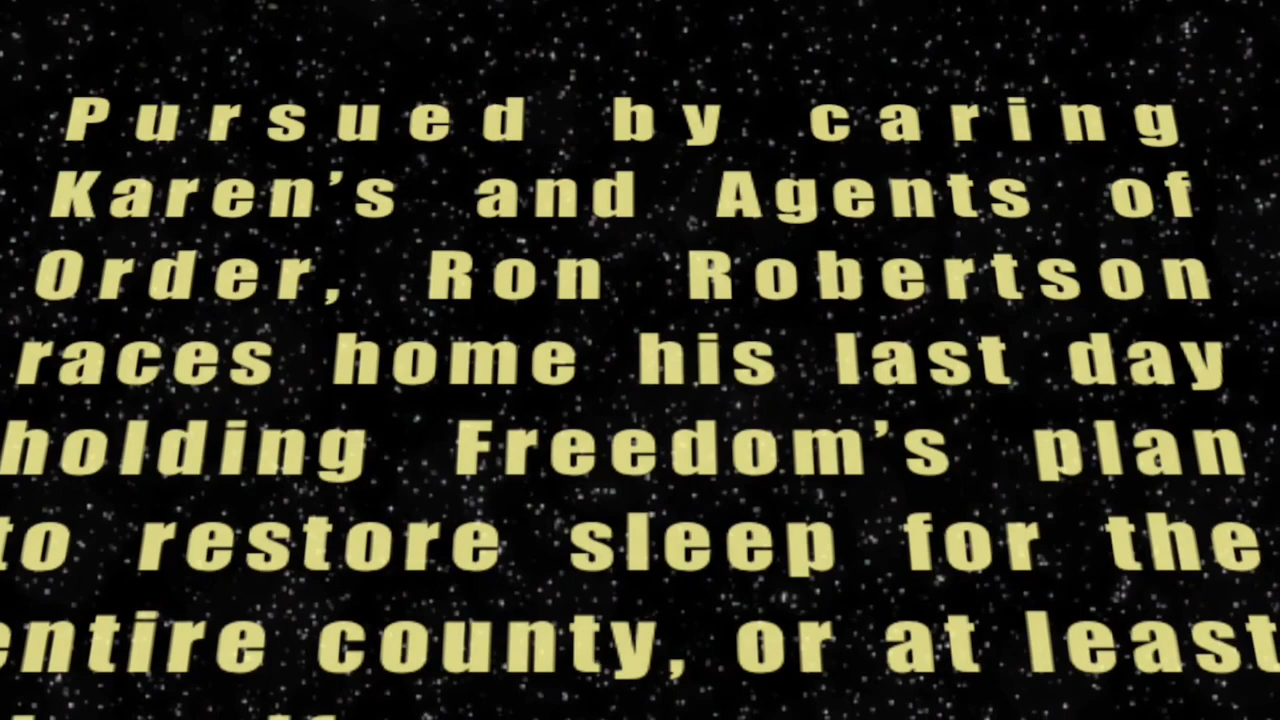 Pursued by caring
Karen’s and Agents of
Order, Ron Robertson
races home his last day
holding Freedom’s plan
to restore sleep for the
entire county, or at least